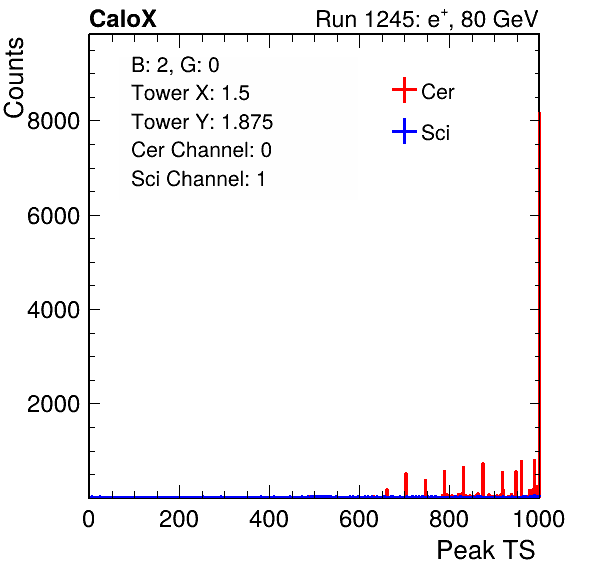 CaloX Run 1245: e+, 80 GeV
B: 2, G: 0
Tower X: 1.5
Tower Y: 1.875
Cer Channel: 0
Sci Channel: 1
Cer
Sci
Counts
8000
6000
4000
2000
0 200 400 600 800 1000
Peak TS